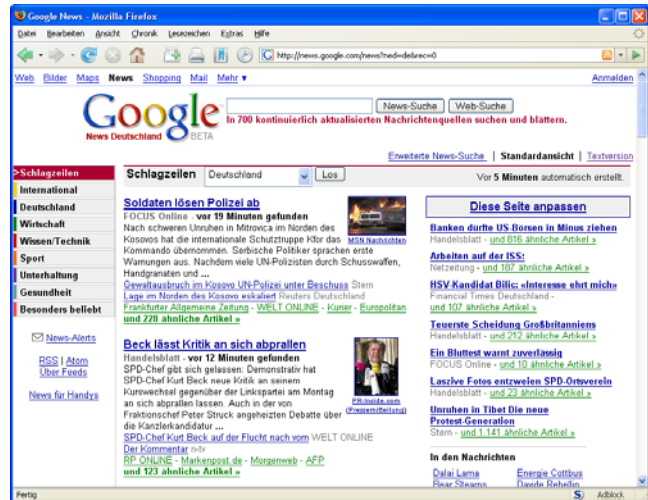 Google News - Mozilla Firefox
Datei Bearbeiten Ansicht Chronik Lesezeichen Extras Hilfe
http://news.google.com/news?ned=de&rec=0
Web Bilder Maps News Shopping Mail Mehr ▼
Anmelden
Google
News Deutschland BETA
News-Suche Web-Suche
In 700 kontinuierlich aktualisierten Nachrichtenquellen suchen und blättern.
Erweiterte News-Suche | Standardansicht | Textversion
>Schlagzeilen
International
Deutschland
Wirtschaft
Wissen/Technik
Sport
Unterhaltung
Gesundheit
Besonders beliebt
News-Alerts
RSS | Atom
Über Feeds
News für Handys
Schlagzeilen Deutschland Los
Vor 5 Minuten automatisch erstellt.
Soldaten lösen Polizei ab
FOCUS Online - vor 19 Minuten gefunden
Nach schweren Unruhen in Mitrovica im Norden des
Kosovos hat die internationale Schutztruppe Kfor das
Kommando übernommen. Serbische Politiker sprachen erste
Warnungen aus. Nachdem viele UN-Polizisten durch Schusswaffen,
Handgranaten und ...
MSN Nachrichten
Gewaltausbruch im Kosovo UN-Polizei unter Beschuss Stern
Lage im Norden des Kosovo eskaliert Reuters Deutschland
Frankfurter Allgemeine Zeitung - WELT ONLINE - Kurier - Europolitan
und 228 ähnliche Artikel »
Beck lässt Kritik an sich abprallen
Handelsblatt - vor 12 Minuten gefunden
SPD-Chef gibt sich gelassen: Demonstrativ hat
SPD-Chef Kurt Beck neue Kritik an seinem
Kurswechsel gegenüber der Linkspartei am Montag
an sich abprallen lassen. Auch in der von
Fraktionschef Peter Struck angeheizten Debatte über
die Kanzlerkandidatur ...
PR-Inside.com
(Pressemitteilung)
SPD-Chef Kurt Beck auf der Flucht nach vorn WELT ONLINE
Der Kommentar n-tv
RP ONLINE - Markenpost.de - Morgenweb - AFP
und 123 ähnliche Artikel »
Diese Seite anpassen
Banken dürfte US-Börsen in Minus ziehen
Handelsblatt - und 816 ähnliche Artikel »
Arbeiten auf der ISS:
Netzeitung - und 187 ähnliche Artikel »
HSV-Kandidat Bilic: «Interesse ehrt mich»
Financial Times Deutschland -
und 107 ähnliche Artikel »
Teuerste Scheidung Großbritanniens
Handelsblatt - und 212 ähnliche Artikel »
Ein Bluttest warnt zuverlässig
FOCUS Online - und 10 ähnliche Artikel »
Laszive Fotos entzweien SPD-Ortsverein
Handelsblatt - und 23 ähnliche Artikel »
Unruhen in Tibet Die neue
Protest-Generation
Stern - und 1.141 ähnliche Artikel »
In den Nachrichten
Dalai Lama Energie Cottbus
Bear Stearns Davide Rebellin
Fertig
Adblock